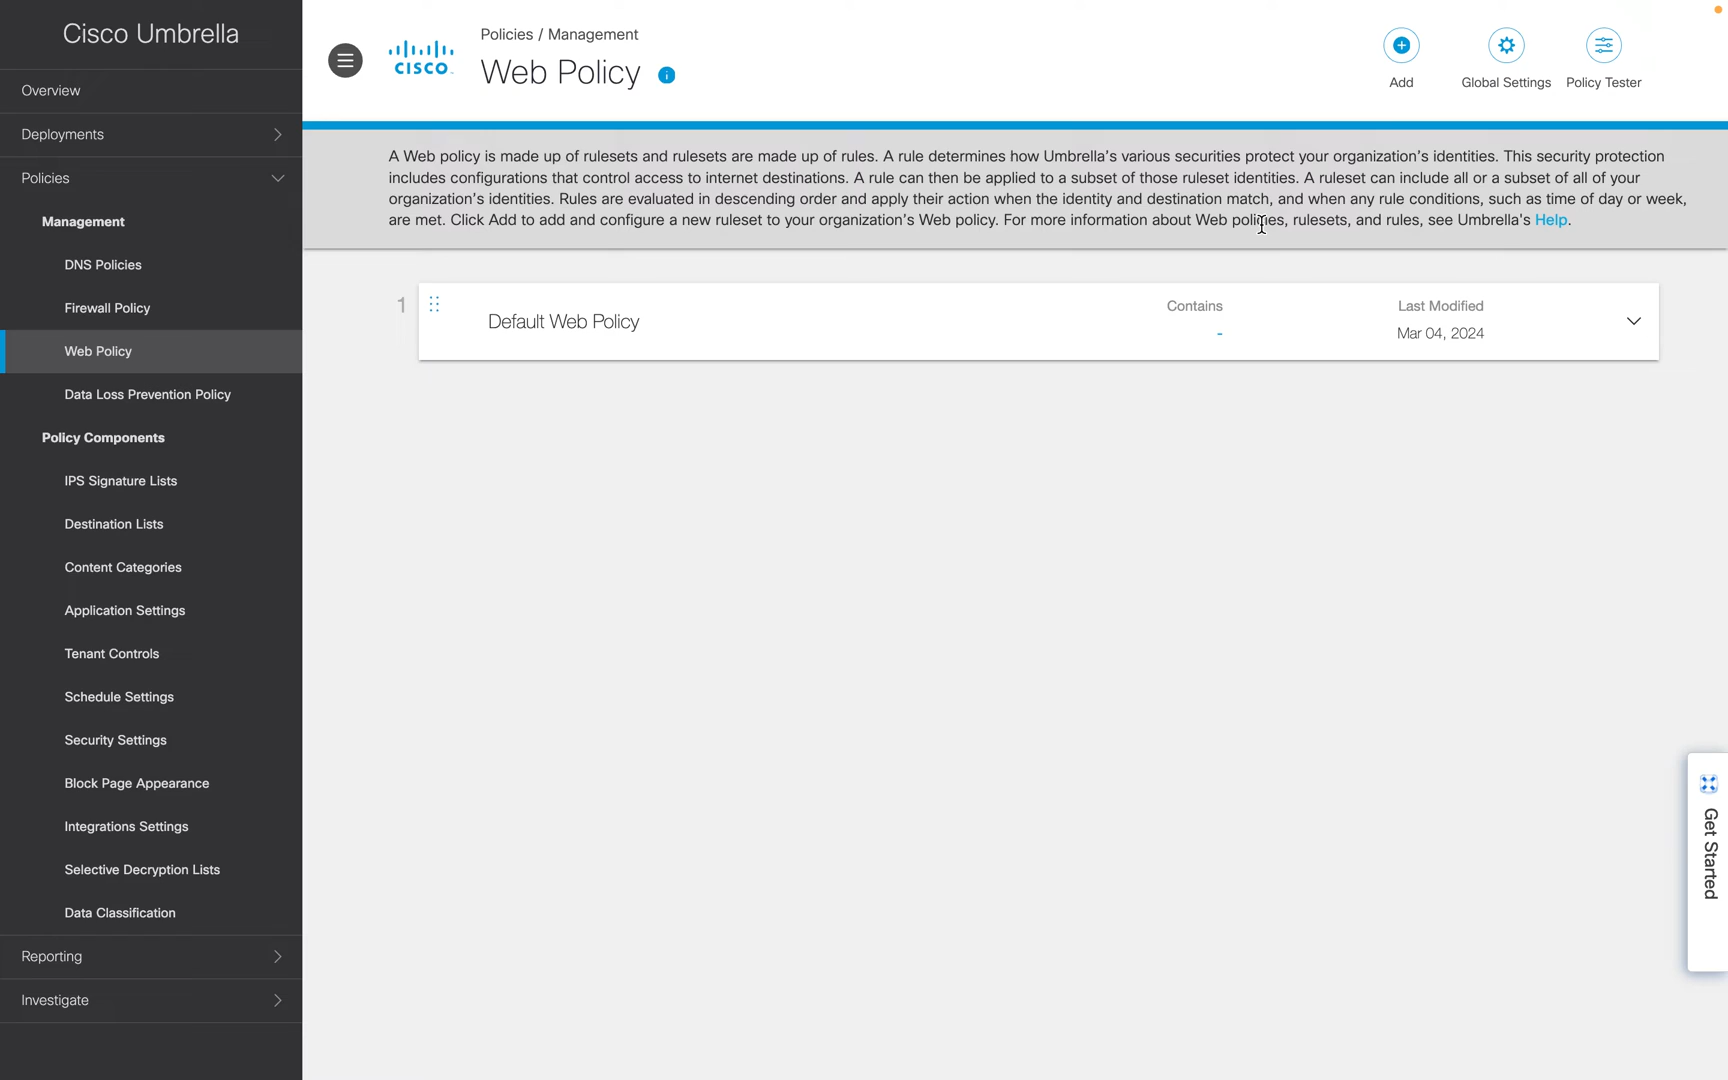 Cisco Umbrella
Overview
Deployments
Policies
Management
DNS Policies
Firewall Policy
Web Policy
Data Loss Prevention Policy
Policy Components
IPS Signature Lists
Destination Lists
Content Categories
Application Settings
Tenant Controls
Schedule Settings
Security Settings
Block Page Appearance
Integrations Settings
Selective Decryption Lists
Data Classification
Reporting
Investigate
CISCO
Policies / Management
Web Policy i
Add
Global Settings
Policy Tester
A Web policy is made up of rulesets and rulesets are made up of rules. A rule determines how Umbrella's various securities protect your organization's identities. This security protection
includes configurations that control access to internet destinations. A rule can then be applied to a subset of those ruleset identities. A ruleset can include all or a subset of all of your
organization's identities. Rules are evaluated in descending order and apply their action when the identity and destination match, and when any rule conditions, such as time of day or week,
are met. Click Add to add and configure a new ruleset to your organization's Web policy. For more information about Web policies, rulesets, and rules, see Umbrella's Help.
1
Default Web Policy
Contains
-
Last Modified
Mar 04, 2024
Get Started